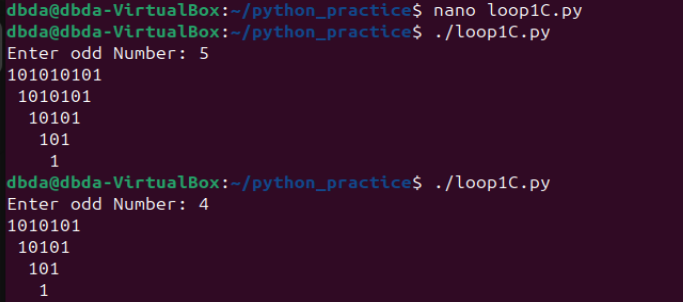 dbda@dbda-VirtualBox:~/python_practice$ nano loop1C.py
dbda@dbda-VirtualBox:~/python_practice$ ./loop1C.py
Enter odd Number: 5
101010101
 1010101
  10101
   101
    1
dbda@dbda-VirtualBox:~/python_practice$ ./loop1C.py
Enter odd Number: 4
1010101
 10101
  101
   1